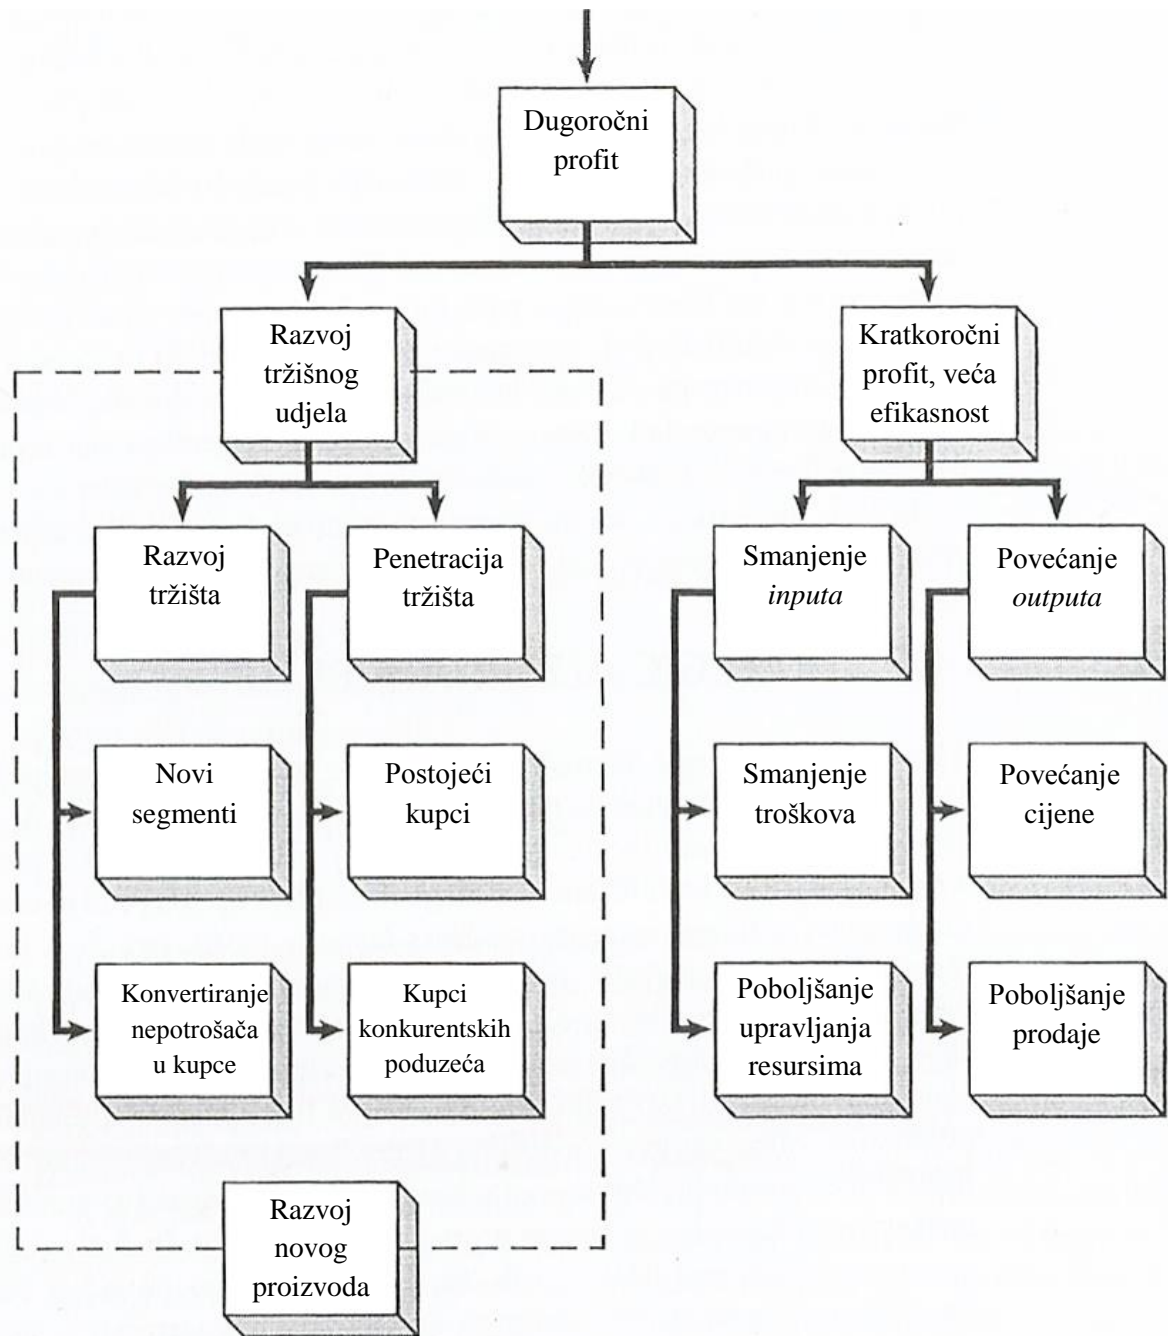 Dugoročni
profit
Razvoj
tržišnog
udjela
Kratkoročni
profit, veća
efikasnost
Razvoj
tržišta
Penetracija
tržišta
Smanjenje
inputa
Povećanje
outputa
Novi
segmenti
Postojeći
kupci
Smanjenje
troškova
Povećanje
cijene
Konvertiranje
nepotrošača
u kupce
Kupci
konkurentskih
poduzeća
Poboljšanje
upravljanja
resursima
Poboljšanje
prodaje
Razvoj
novog
proizvoda